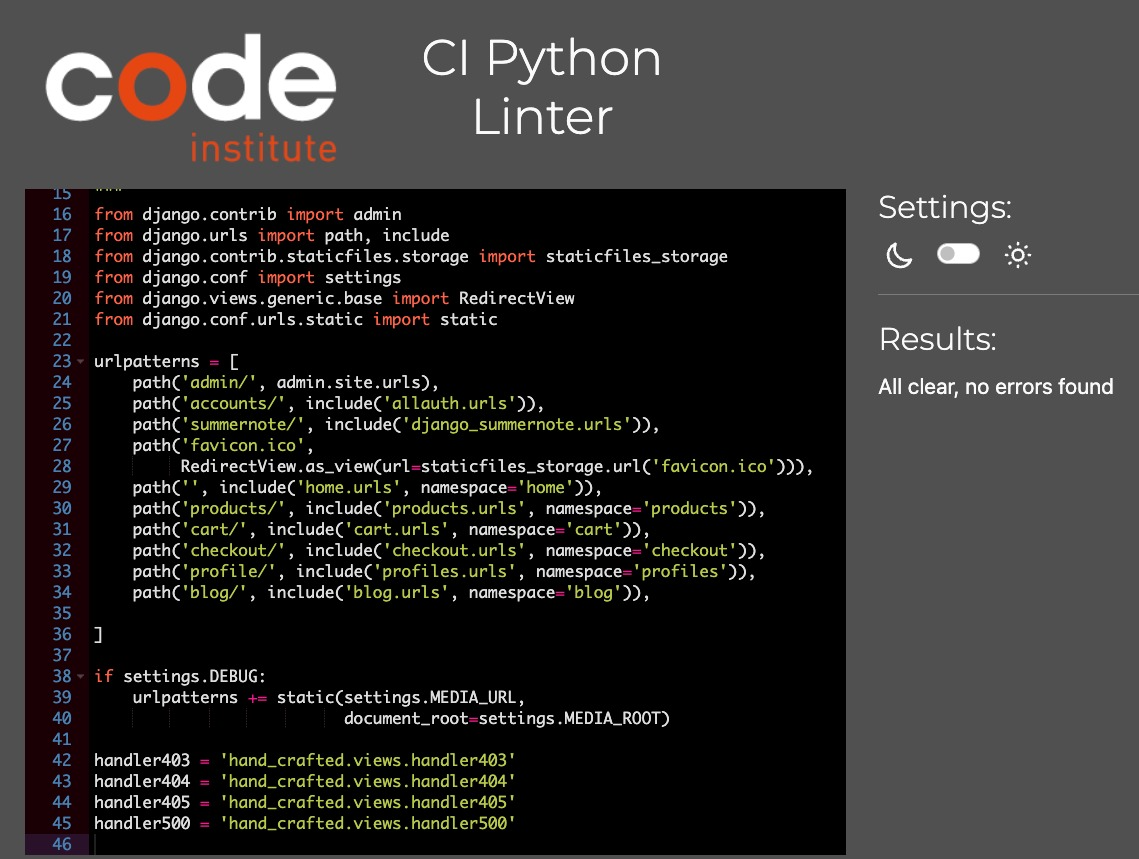 code
institute
CI Python
Linter
15 """
16 from django.contrib import admin
17 from django.urls import path, include
18 from django.contrib.staticfiles.storage import staticfiles_storage
19 from django.conf import settings
20 from django.views.generic.base import RedirectView
21 from django.conf.urls.static import static
22
23 urlpatterns = [
24     path('admin/', admin.site.urls),
25     path('accounts/', include('allauth.urls')),
26     path('summernote/', include('django_summernote.urls')),
27     path('favicon.ico',
28          RedirectView.as_view(url=staticfiles_storage.url('favicon.ico'))),
29     path('', include('home.urls', namespace='home')),
30     path('products/', include('products.urls', namespace='products')),
31     path('cart/', include('cart.urls', namespace='cart')),
32     path('checkout/', include('checkout.urls', namespace='checkout')),
33     path('profile/', include('profiles.urls', namespace='profiles')),
34     path('blog/', include('blog.urls', namespace='blog')),
35
36 ]
37
38 if settings.DEBUG:
39     urlpatterns += static(settings.MEDIA_URL,
40                           document_root=settings.MEDIA_ROOT)
41
42 handler403 = 'hand_crafted.views.handler403'
43 handler404 = 'hand_crafted.views.handler404'
44 handler405 = 'hand_crafted.views.handler405'
45 handler500 = 'hand_crafted.views.handler500'
46
Settings:
Results:
All clear, no errors found